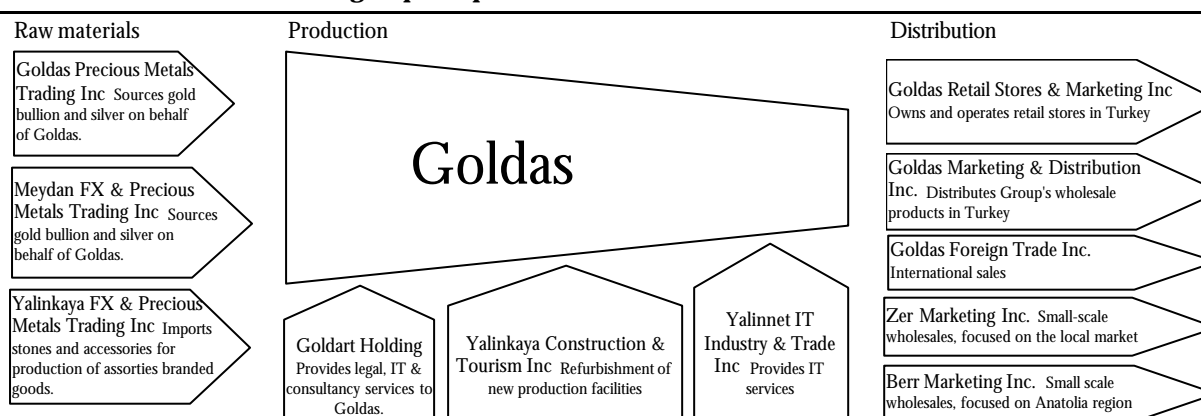 Raw materials
Goldas Precious Metals
Trading Inc Sources gold
bullion and silver on behalf
of Goldas.
Meydan FX & Precious
Metals Trading Inc Sources
gold bullion and silver on
behalf of Goldas.
Yalinkaya FX & Precious
Metals Trading Inc Imports
stones and accessories for
production of assorties branded
goods.
Production
Goldas
Goldart Holding
Provides legal, IT &
consultancy services to
Goldas.
Yalinkaya Construction &
Tourism Inc Refurbishment of
new production facilities
Yalinnet IT
Industry & Trade
Inc Provides IT
services
Distribution
Goldas Retail Stores & Marketing Inc
Owns and operates retail stores in Turkey
Goldas Marketing & Distribution
Inc. Distributes Group's wholesale
products in Turkey
Goldas Foreign Trade Inc.
International sales
Zer Marketing Inc. Small-scale
wholesales, focused on the local market
Berr Marketing Inc. Small scale
wholesales, focused on Anatolia region